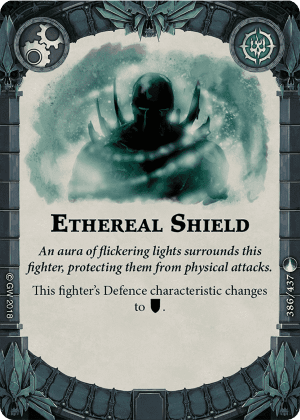 ETHEREAL SHIELD
An aura of flickering lights surrounds this
fighter, protecting them from physical attacks.
This fighter's Defence characteristic changes
to .
© GW 2018
386/437